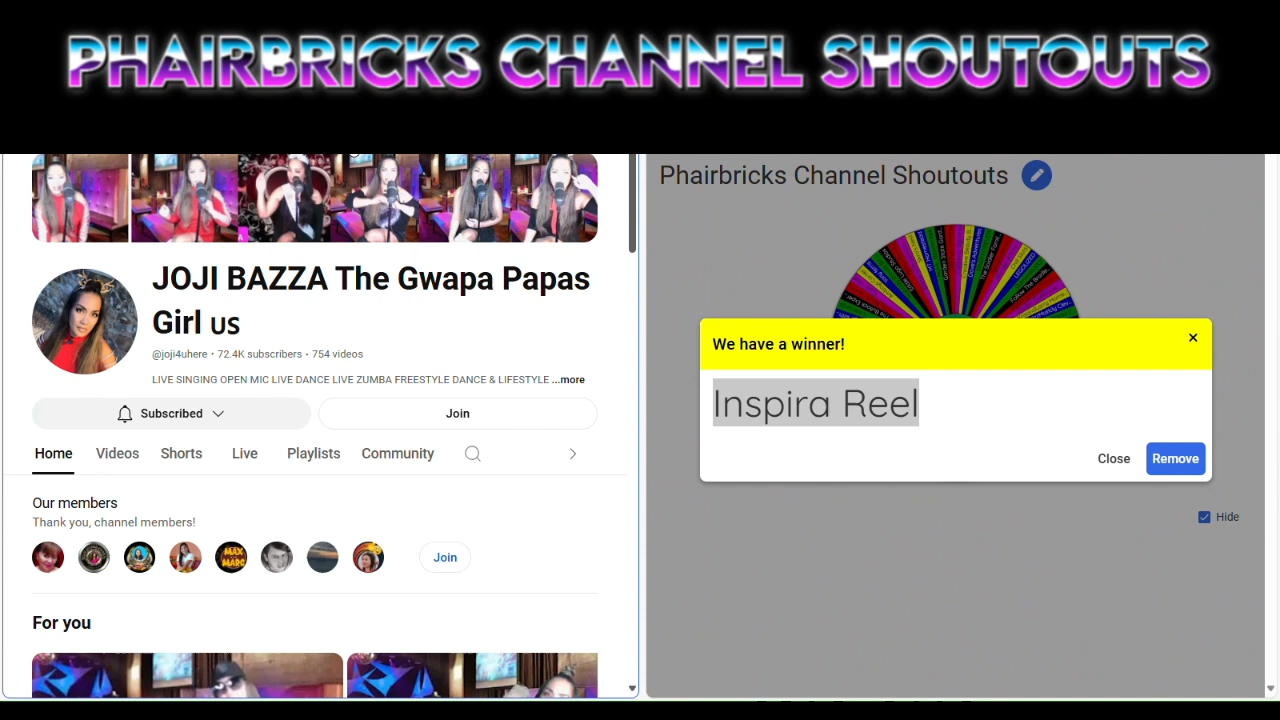 PHAIRBRICKS CHANNEL SHOUTOUTS
JOJI BAZZA The Gwapa Papas
Girl US
@joji4uhere • 72.4K subscribers • 754 videos
LIVE SINGING OPEN MIC LIVE DANCE LIVE ZUMBA FREESTYLE DANCE & LIFESTYLE ...more
Subscribed
Join
Home Videos Shorts Live Playlists Community
Our members
Thank you, channel members!
MAX
MARC
Join
For you
Phairbricks Channel Shoutouts
We have a winner!
×
Inspira Reel
Close Remove
Hide